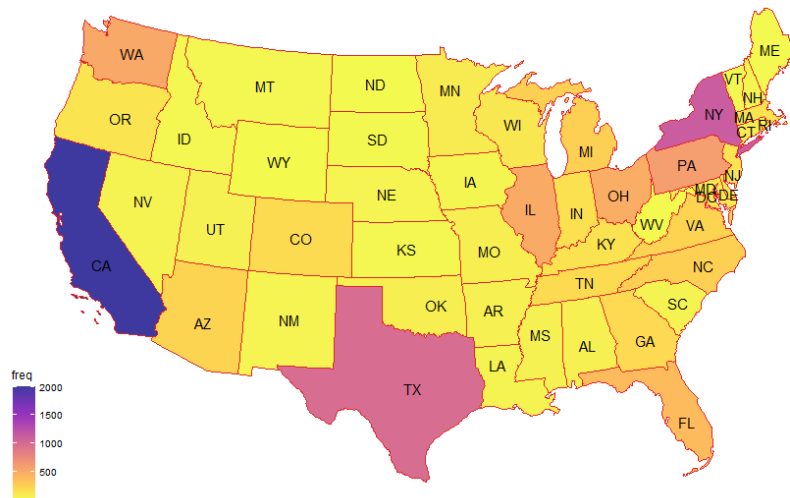 ME
WA
VT
MT
ND
MN
NH
OR
NY
MA
ID
WI
CT RI
SD
MI
WY
PA
IA
NJ
NE
OH
MD
NV
IL
IN
DC DE
UT
WV
CO
VA
CA
KS
MO
KY
NC
TN
AZ
NM
OK
AR
SC
MS
AL
GA
LA
freq
2000
TX
1500
FL
1000
500